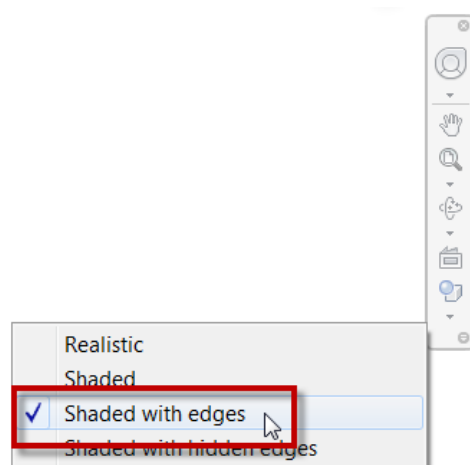 Realistic
Shaded
Shaded with edges
Shaded with hidden edges